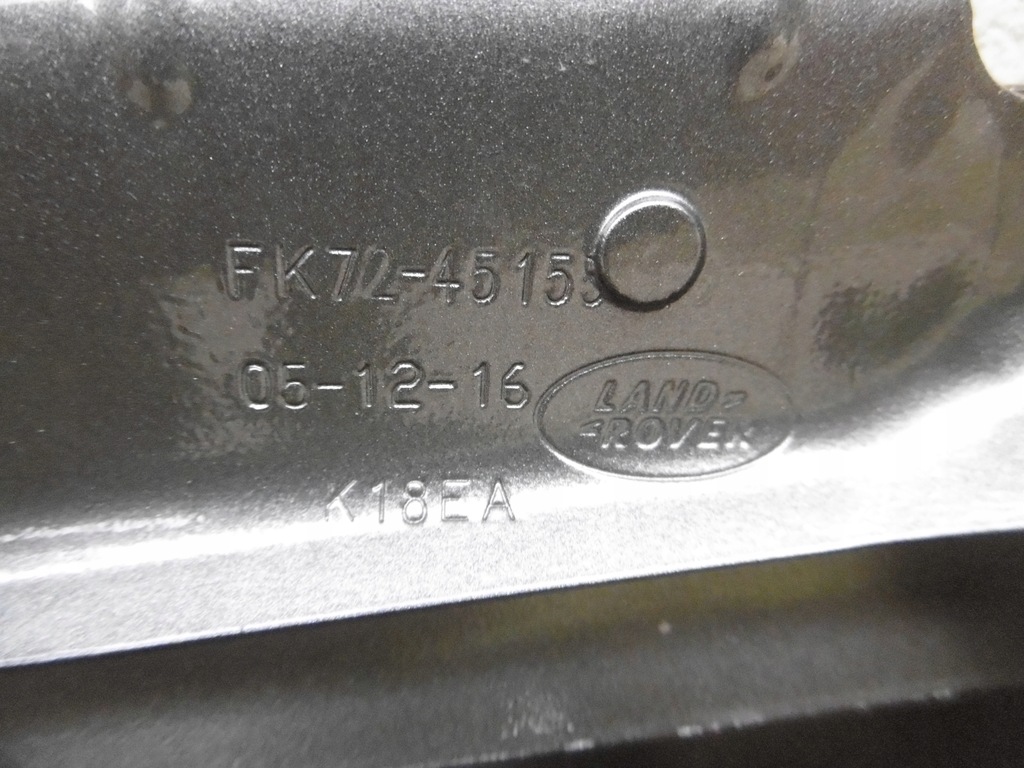 FK72-45155
05-12-16
LAND-
-ROVER
K18EA